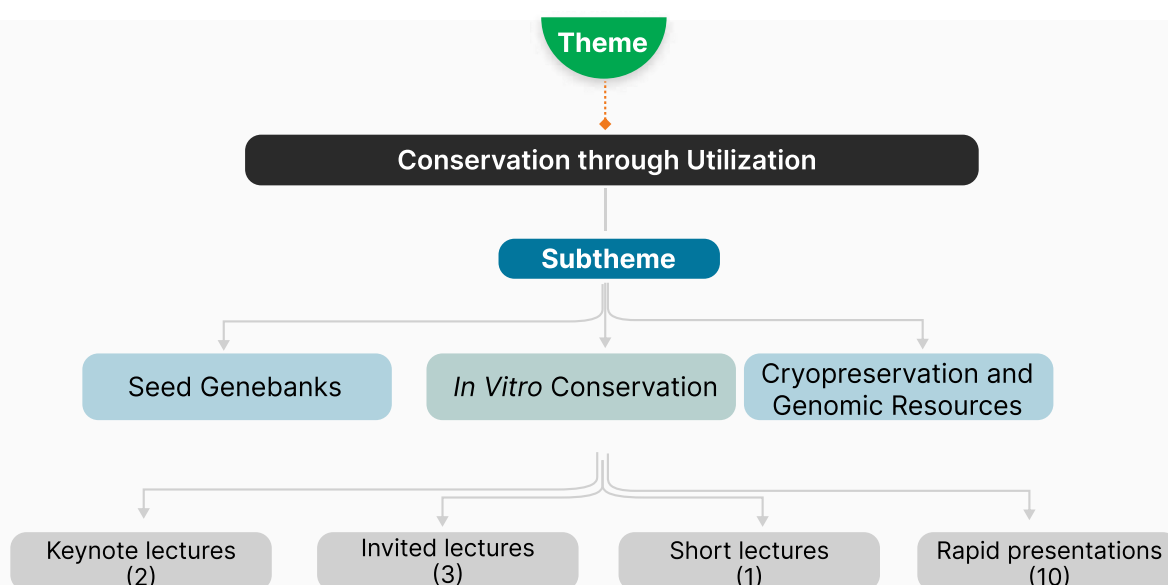 Theme
Conservation through Utilization
Subtheme
Seed Genebanks
In Vitro Conservation
Cryopreservation and
Genomic Resources
Keynote lectures
(2)
Invited lectures
(3)
Short lectures
(1)
Rapid presentations
(10)